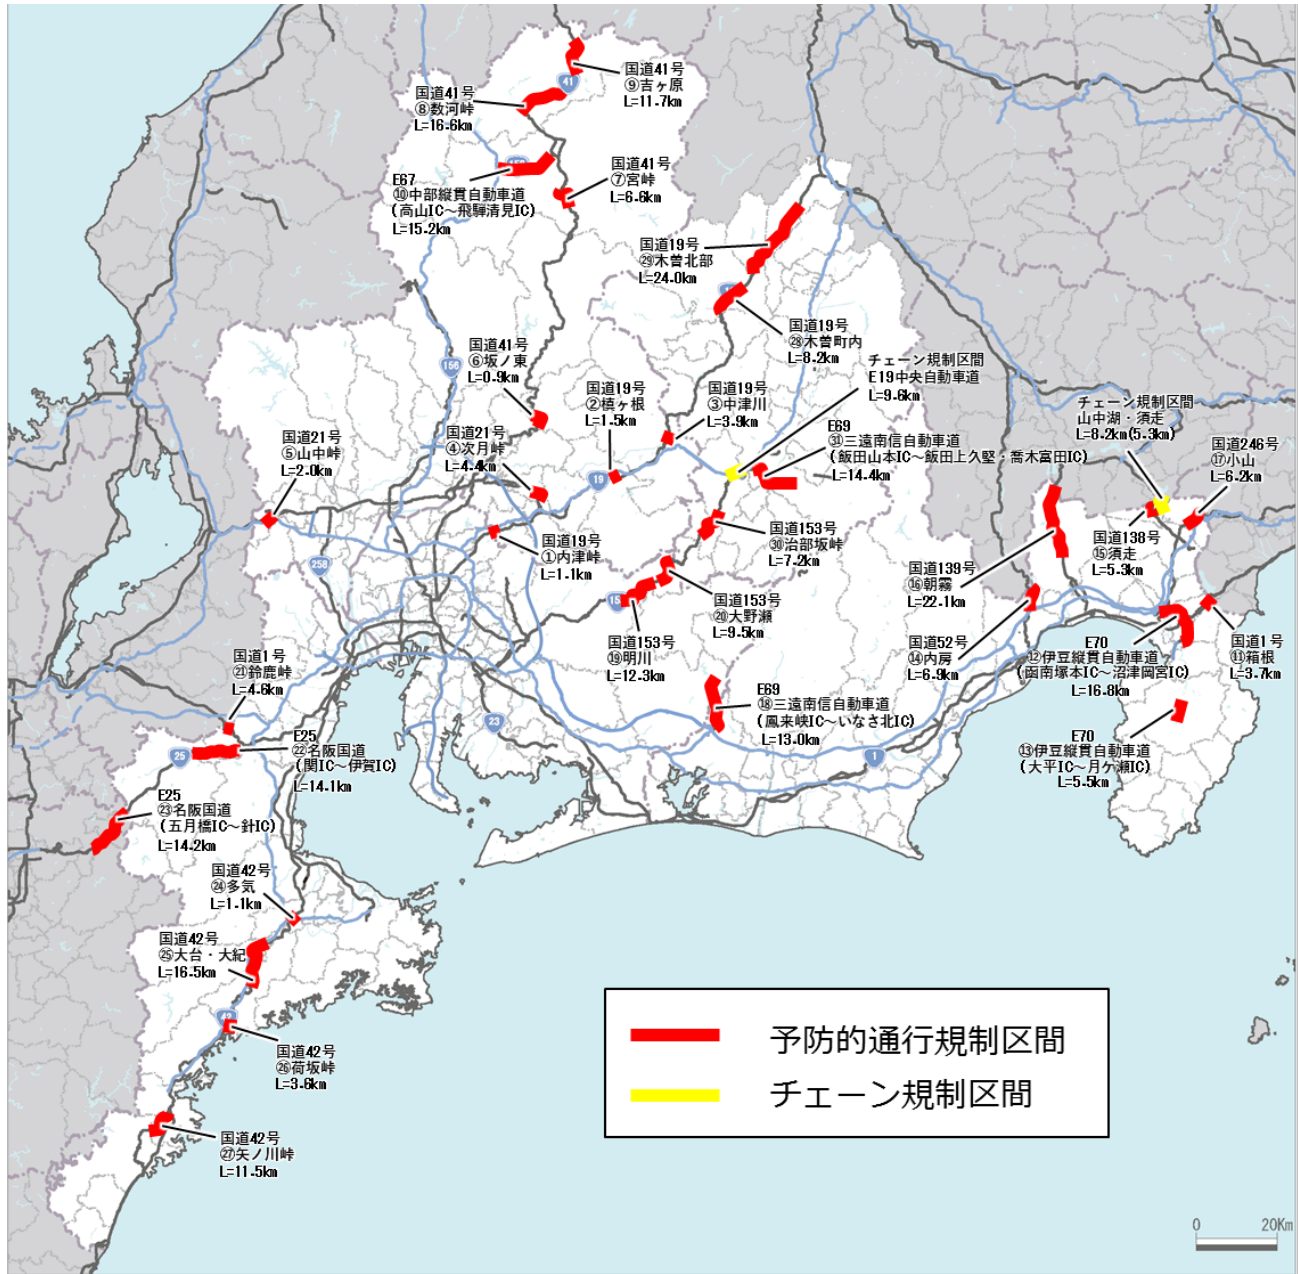 国道41号
⑨吉ヶ原
L=11.7km
41
国道41号
⑧数河峠
L=16.6km
国道41号
⑦宮峠
L=6.6km
E67
⑩中部縦貫自動車道
(高山IC～飛騨清見IC)
L=15.2km
国道19号
㉙木曽北部
L=24.0km
国道19号
㉘木曽町内
L=8.2km
国道41号
⑥坂ノ東
L=0.9km
156
チェーン規制区間
E19中央自動車道
L=9.6km
国道19号
②槙ヶ根
L=1.5km
国道19号
③中津川
L=3.9km
チェーン規制区間
山中湖・須走
L=8.2km(5.3km)
国道21号
⑤山中峠
L=2.0km
国道21号
④次月峠
L=4.4km
E69
㉛三遠南信自動車道
(飯田山本IC～飯田上久堅・喬木富田IC)
L=14.4km
国道246号
⑰小山
L=6.2km
19
国道19号
①内津峠
L=1.1km
国道153号
㉚治部坂峠
L=7.2km
国道138号
⑮須走
L=5.3km
258
国道139号
⑯朝霧
L=22.1km
国道153号
⑳大野瀬
L=9.5km
国道153号
⑲明川
L=12.3km
国道52号
⑭内房
L=6.9km
E70
⑫伊豆縦貫自動車道
(函南塚本IC～沼津岡宮IC)
L=16.8km
国道1号
⑪箱根
L=3.7km
国道1号
㉑鈴鹿峠
L=4.6km
E69
⑱三遠南信自動車道
(鳳来峡IC～いなさ北IC)
L=13.0km
23
1
25
E25
㉒名阪国道
(関IC～伊賀IC)
L=14.1km
E70
⑬伊豆縦貫自動車道
(大平IC～月ケ瀬IC)
L=5.5km
E25
㉓名阪国道
(五月橋IC～針IC)
L=14.2km
国道42号
㉔多気
L=1.1km
国道42号
㉕大台・大紀
L=16.5km
42
国道42号
㉖荷坂峠
L=3.6km
国道42号
㉗矢ノ川峠
L=11.5km
予防的通行規制区間
チェーン規制区間
0 20Km